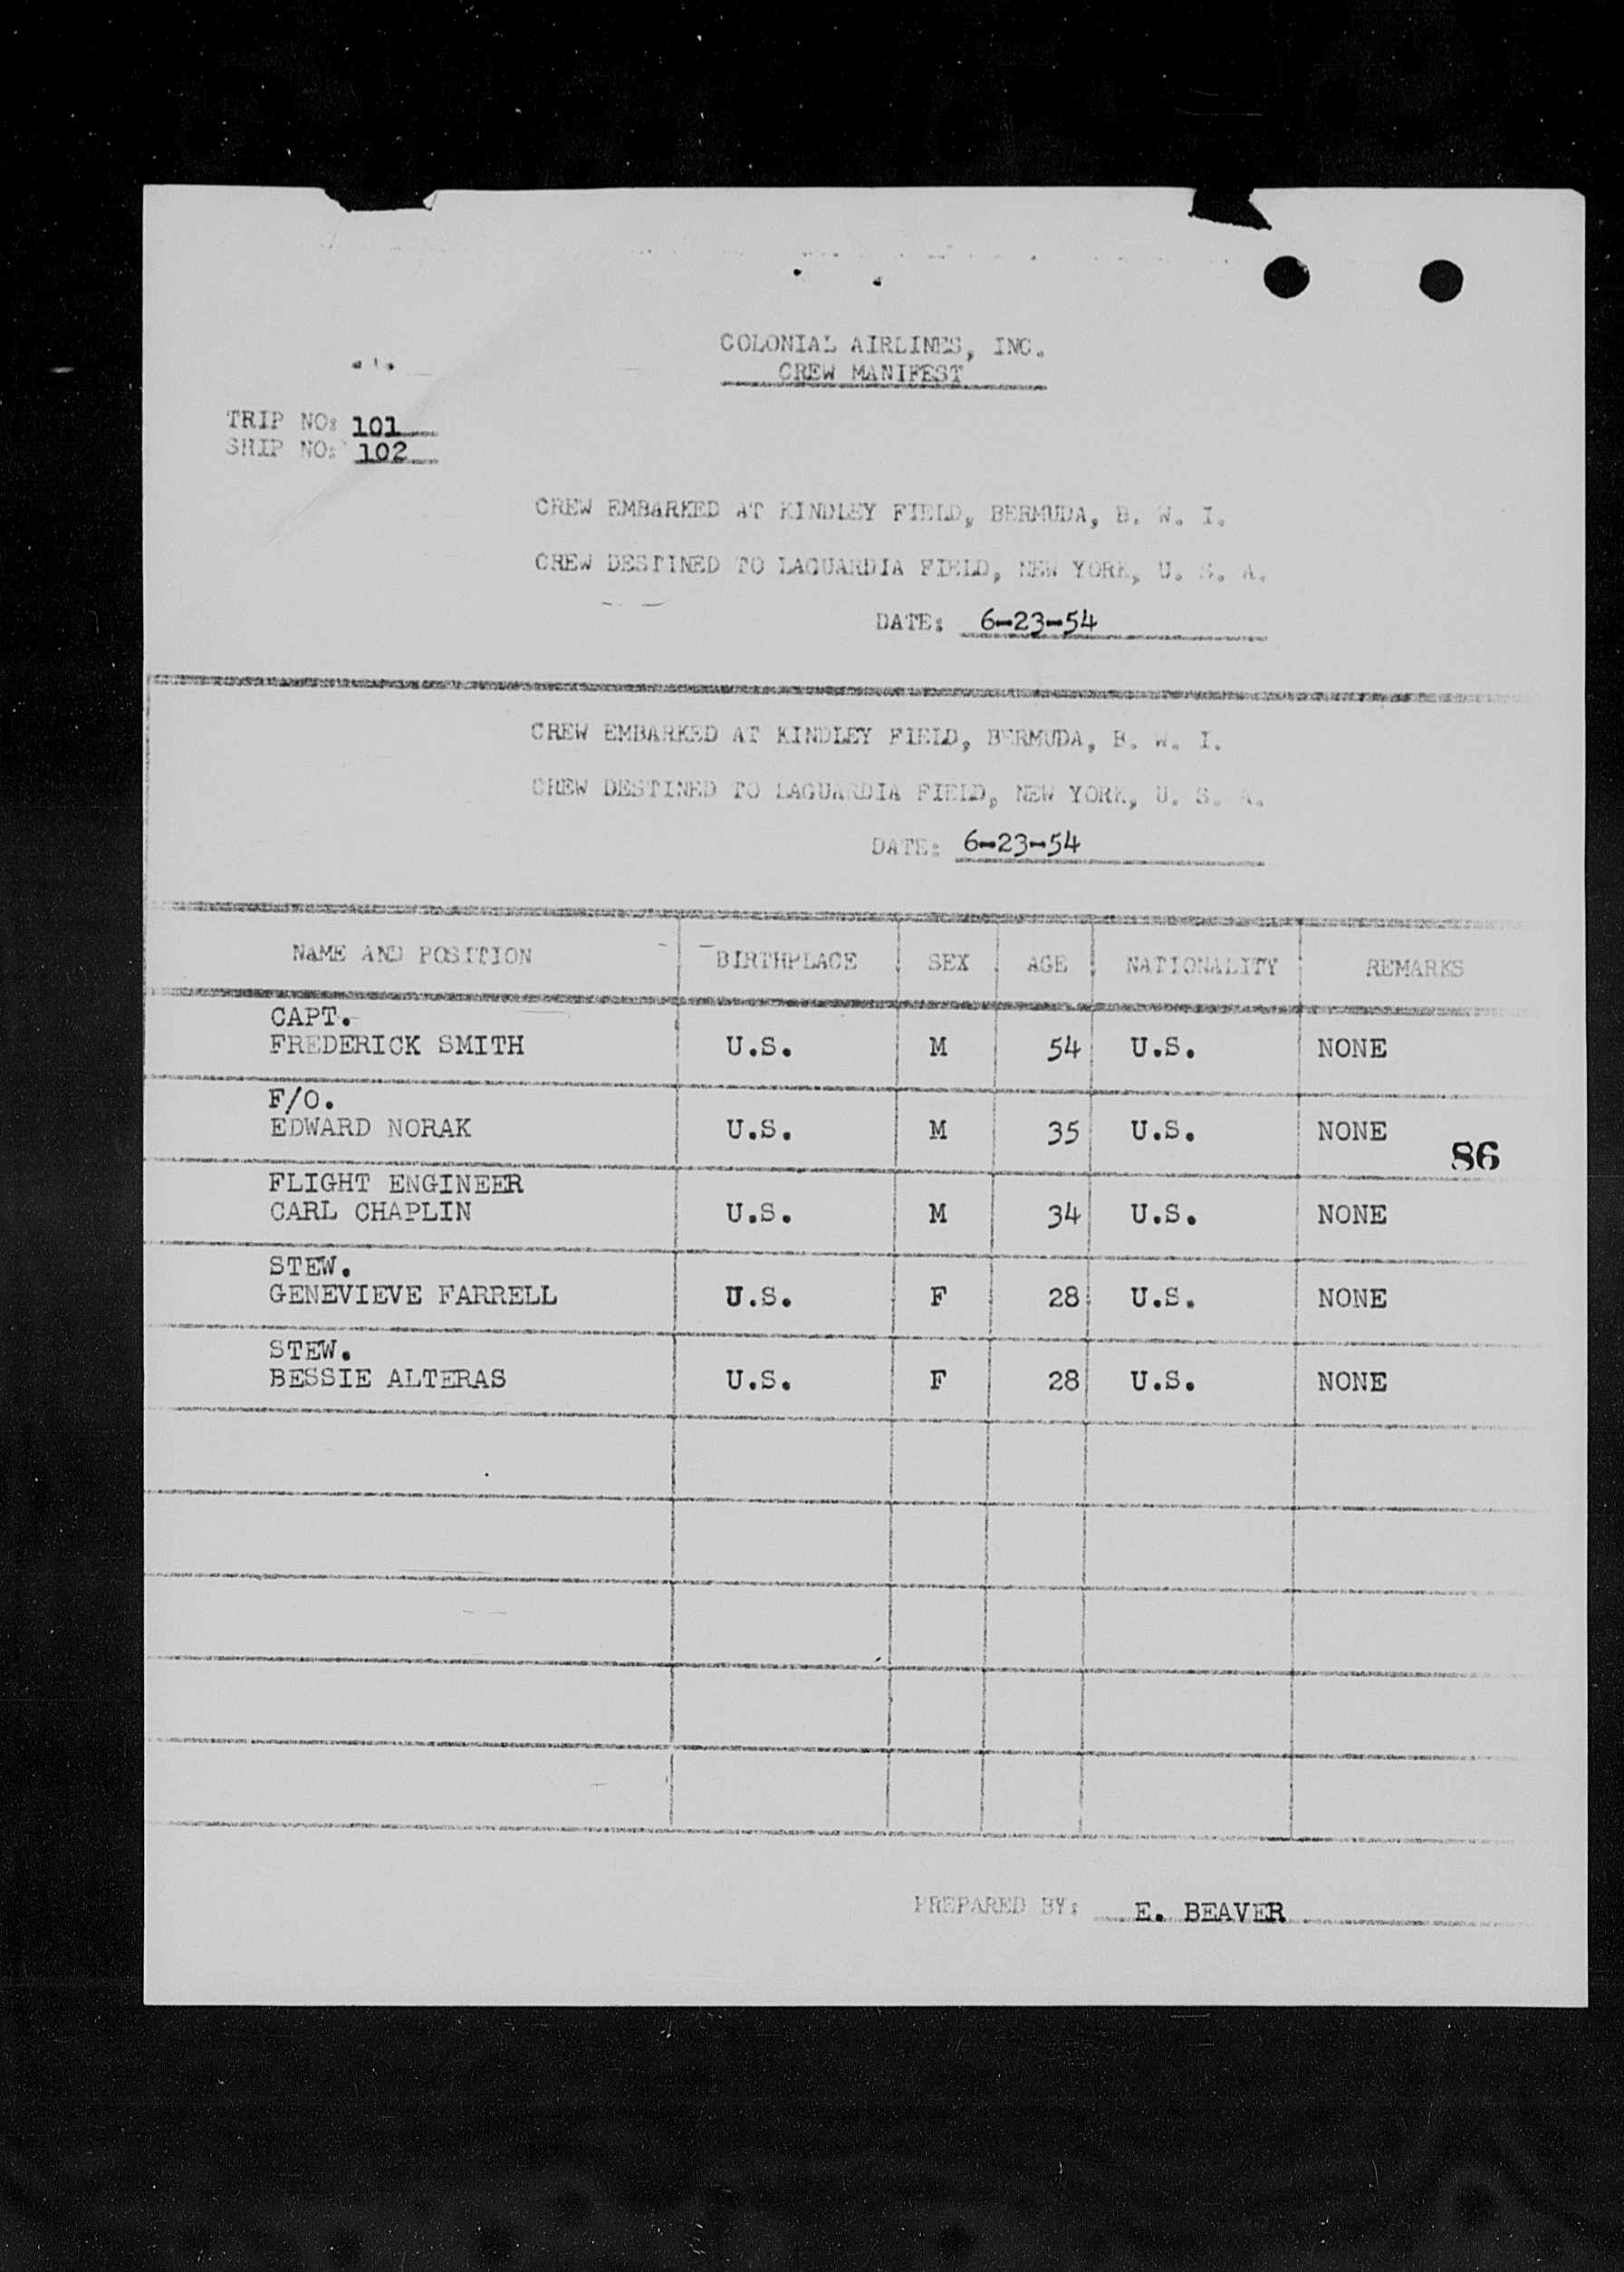 COLONIAL AIRLINES, INC.
CREW MANIFEST
TRIP NO: 101
SHIP NO: 102
CREW EMBARKED AT KINDLEY FIELD, BERMUDA, B. W. I.
CREW DESTINED TO LAGUARDIA FIELD, NEW YORK, U. S. A.
DATE: 6-23-54
CREW EMBARKED AT KINDLEY FIELD, BERMUDA, B. W. I.
CREW DESTINED TO LAGUARDIA FIELD, NEW YORK, U. S. A.
DATE: 6-23-54
NAME AND POSITION BIRTHPLACE SEX AGE NATIONALITY REMARKS
CAPT.
FREDERICK SMITH U.S. M 54 U.S. NONE
F/O.
EDWARD NORAK U.S. M 35 U.S. NONE
86
FLIGHT ENGINEER
CARL CHAPLIN U.S. M 34 U.S. NONE
STEW.
GENEVIEVE FARRELL U.S. F 28 U.S. NONE
STEW.
BESSIE ALTERAS U.S. F 28 U.S. NONE
PREPARED BY: E. BEAVER